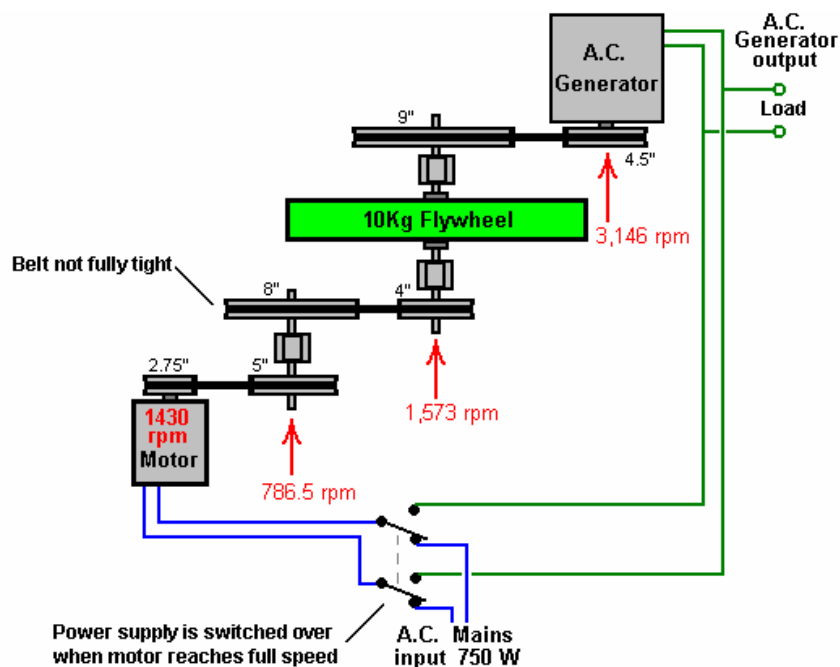 A.C.
Generator
output
A.C.
Generator
Load
9"
4.5"
10Kg Flywheel
3,146 rpm
Belt not fully tight
8"
4"
2.75"
5"
1,573 rpm
1430
rpm
Motor
786.5 rpm
Power supply is switched over
when motor reaches full speed
A.C. Mains
input 750 W